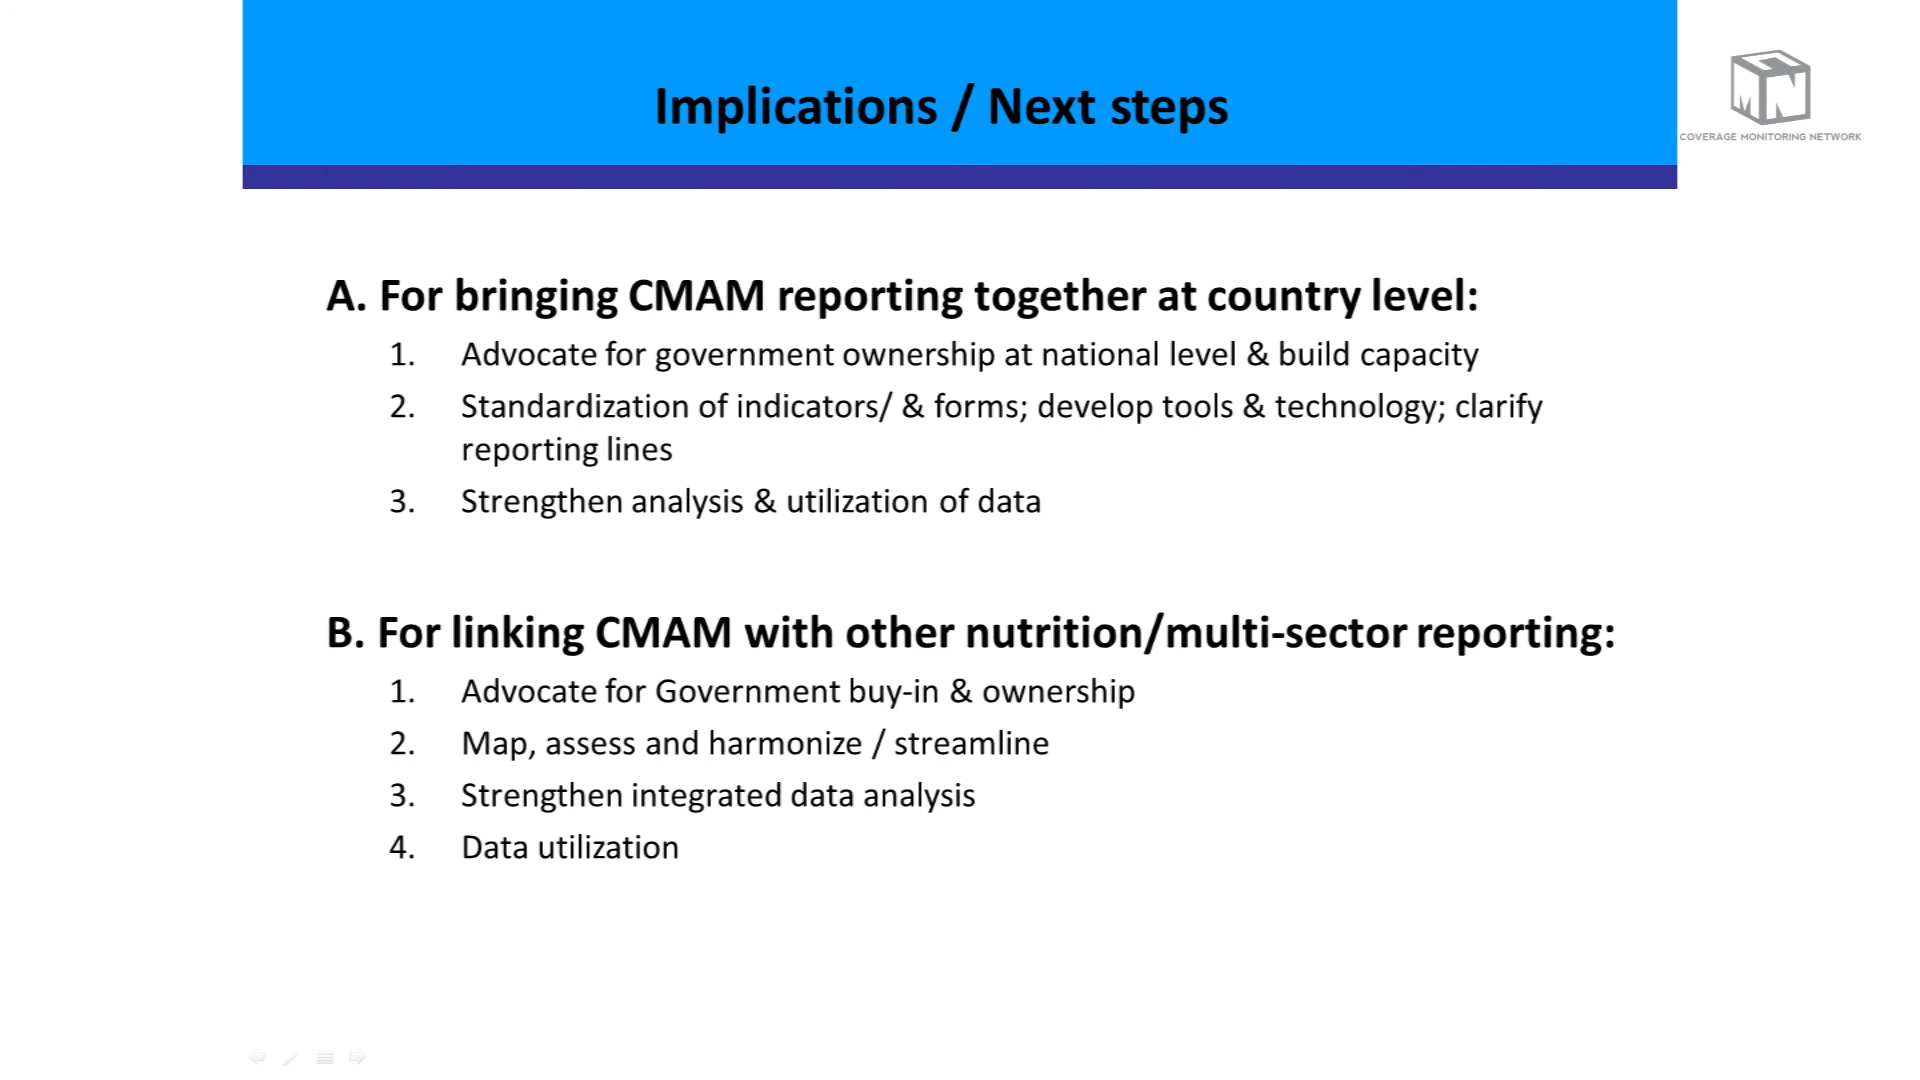 Implications / Next steps
COVERAGE MONITORING NETWORK
A. For bringing CMAM reporting together at country level:
1. Advocate for government ownership at national level & build capacity
2. Standardization of indicators/ & forms; develop tools & technology; clarify
reporting lines
3. Strengthen analysis & utilization of data
B. For linking CMAM with other nutrition/multi-sector reporting:
1. Advocate for Government buy-in & ownership
2. Map, assess and harmonize / streamline
3. Strengthen integrated data analysis
4. Data utilization